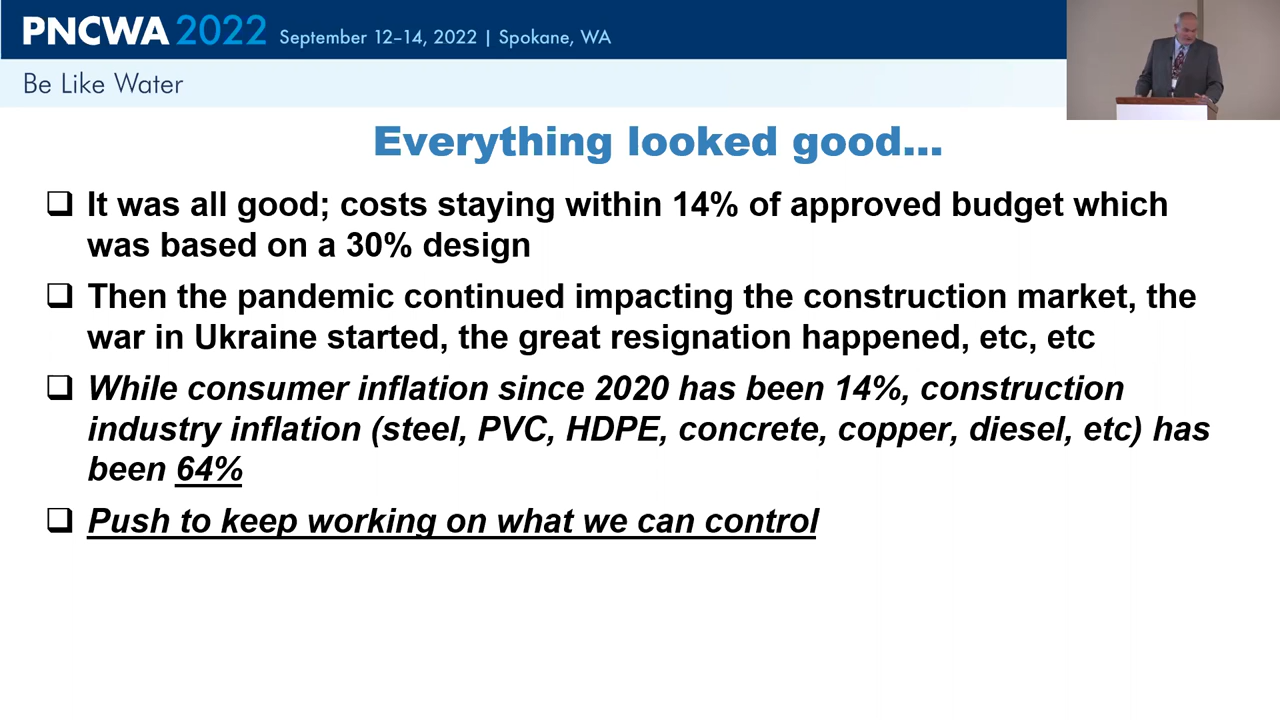 PNCWA 2022 September 12–14, 2022 | Spokane, WA
Be Like Water
Everything looked good...
❑ It was all good; costs staying within 14% of approved budget which
was based on a 30% design
❑ Then the pandemic continued impacting the construction market, the
war in Ukraine started, the great resignation happened, etc, etc
❑ While consumer inflation since 2020 has been 14%, construction
industry inflation (steel, PVC, HDPE, concrete, copper, diesel, etc) has
been 64%
❑ Push to keep working on what we can control